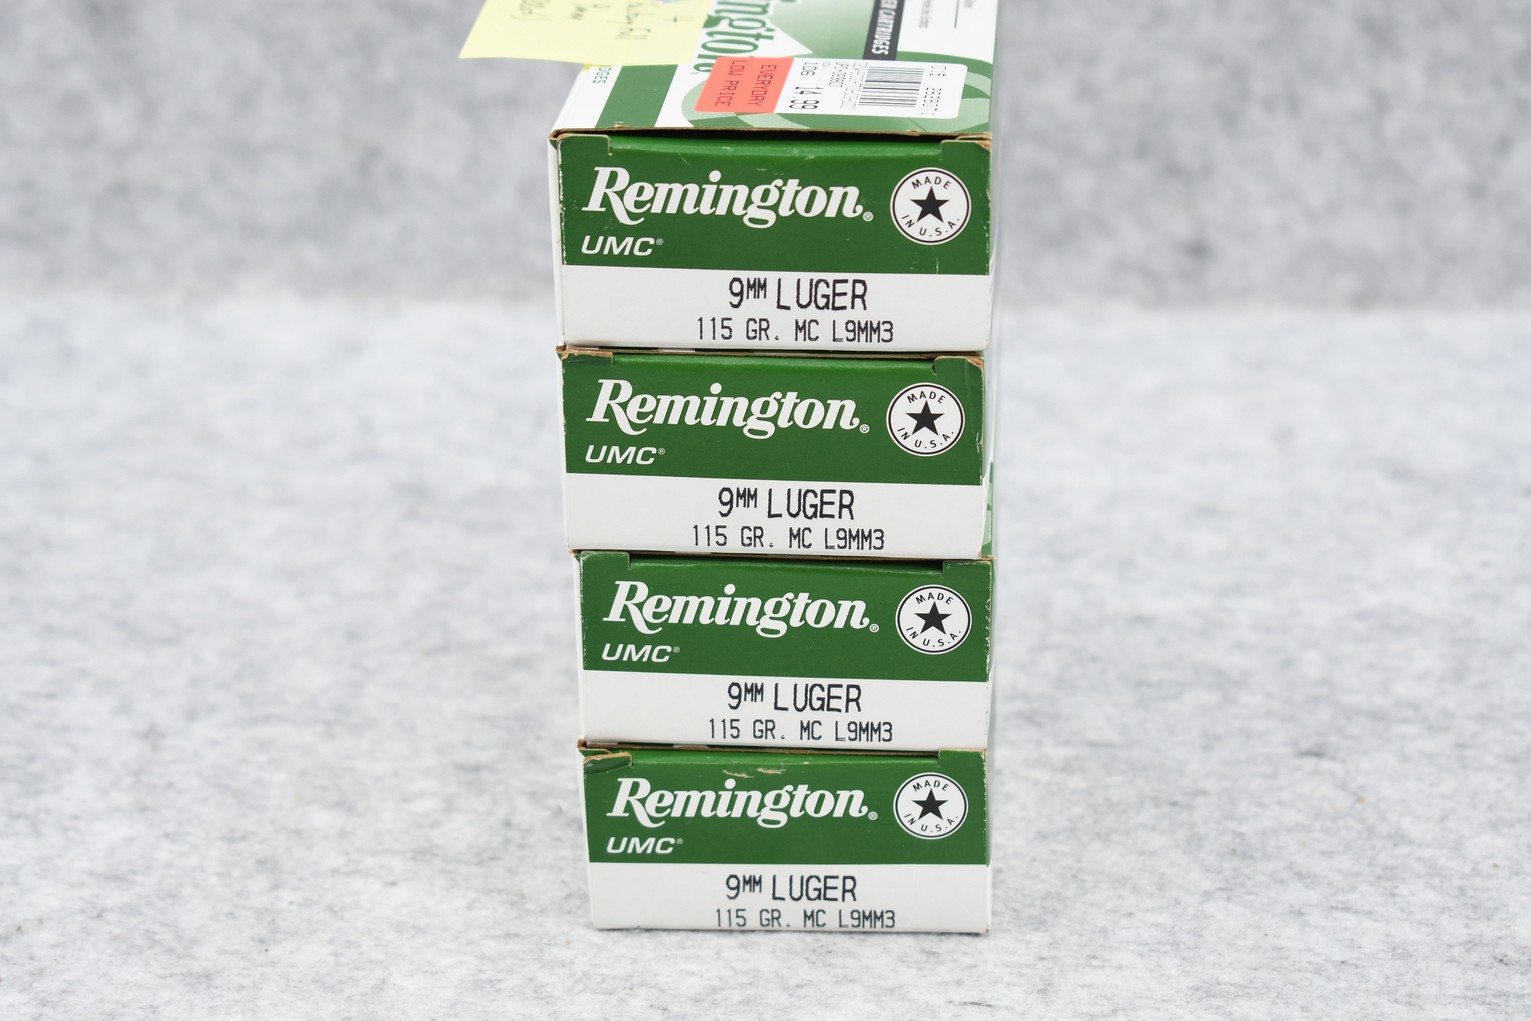 CARTRIDGES
EVERYDAY
LOW PRICE
106 14.99
Remington®
UMC®
MADE
IN U.S.A.
9MM LUGER
115 GR. MC L9MM3
Remington®
UMC®
MADE
IN U.S.A.
9MM LUGER
115 GR. MC L9MM3
Remington®
UMC®
MADE
IN U.S.A.
9MM LUGER
115 GR. MC L9MM3
Remington®
UMC®
MADE
IN U.S.A.
9MM LUGER
115 GR. MC L9MM3